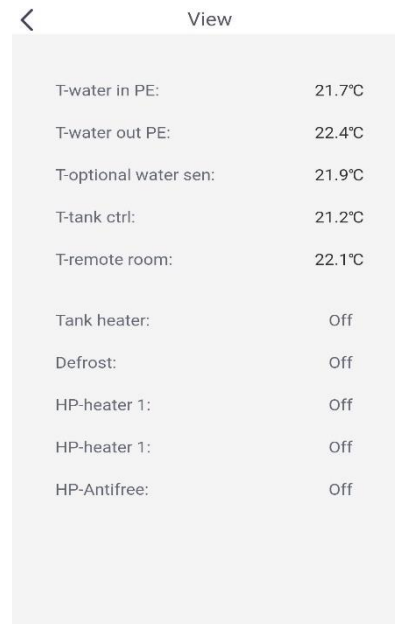 View
T-water in PE: 21.7℃
T-water out PE: 22.4℃
T-optional water sen: 21.9℃
T-tank ctrl: 21.2℃
T-remote room: 22.1℃
Tank heater: Off
Defrost: Off
HP-heater 1: Off
HP-heater 1: Off
HP-Antifree: Off